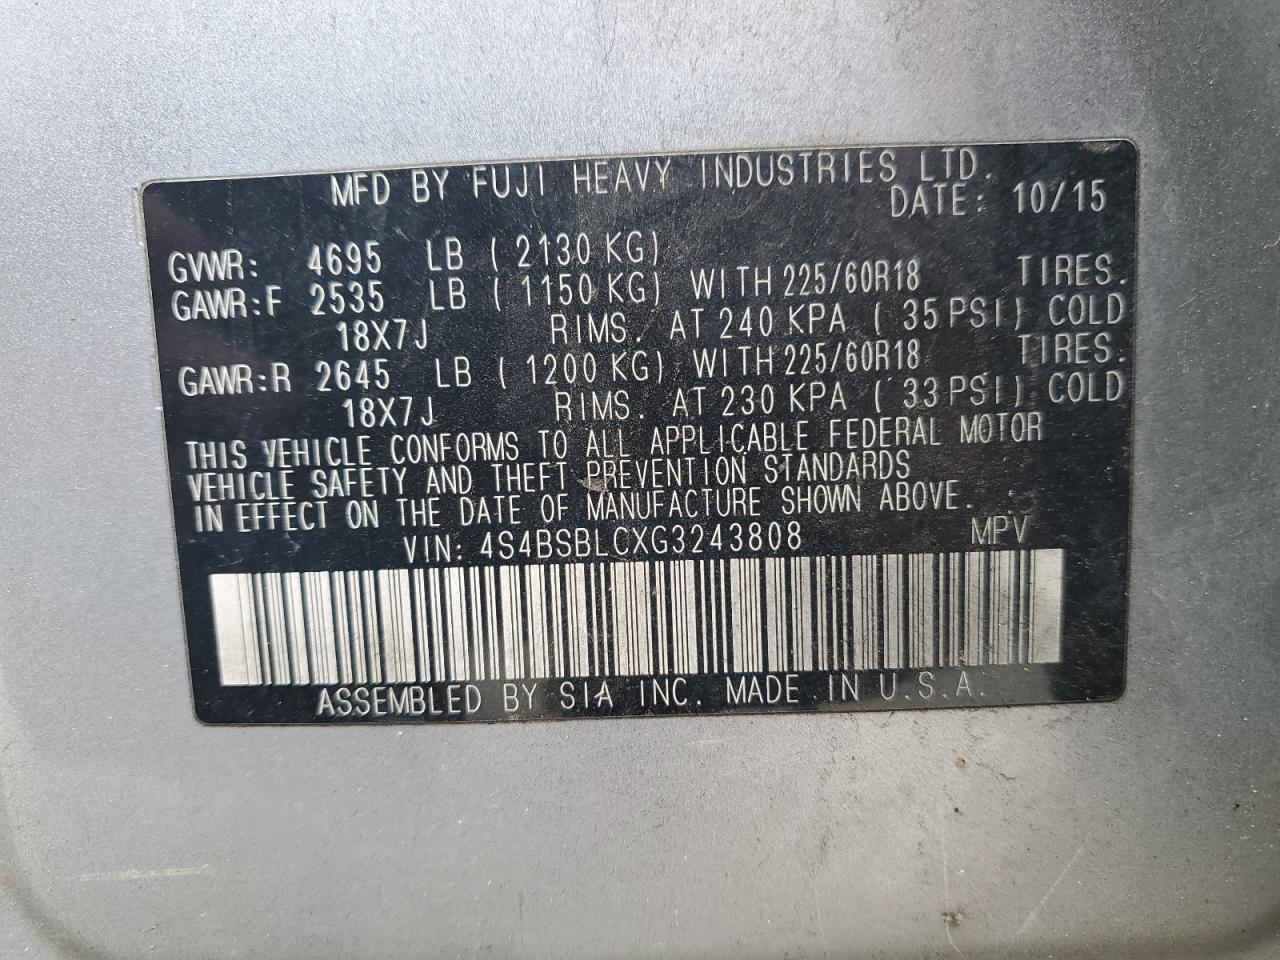 MFD BY FUJI HEAVY INDUSTRIES LTD.
DATE: 10/15
GVWR: 4695 LB ( 2130 KG)
GAWR:F 2535 LB ( 1150 KG) WITH 225/60R18 TIRES.
18X7J RIMS. AT 240 KPA ( 35 PSI) COLD
GAWR:R 2645 LB ( 1200 KG) WITH 225/60R18 TIRES.
18X7J RIMS. AT 230 KPA ( 33 PSI) COLD
THIS VEHICLE CONFORMS TO ALL APPLICABLE FEDERAL MOTOR
VEHICLE SAFETY AND THEFT PREVENTION STANDARDS
IN EFFECT ON THE DATE OF MANUFACTURE SHOWN ABOVE.
VIN: 4S4BSBLCXG3243808 MPV
ASSEMBLED BY SIA INC. MADE IN U.S.A.